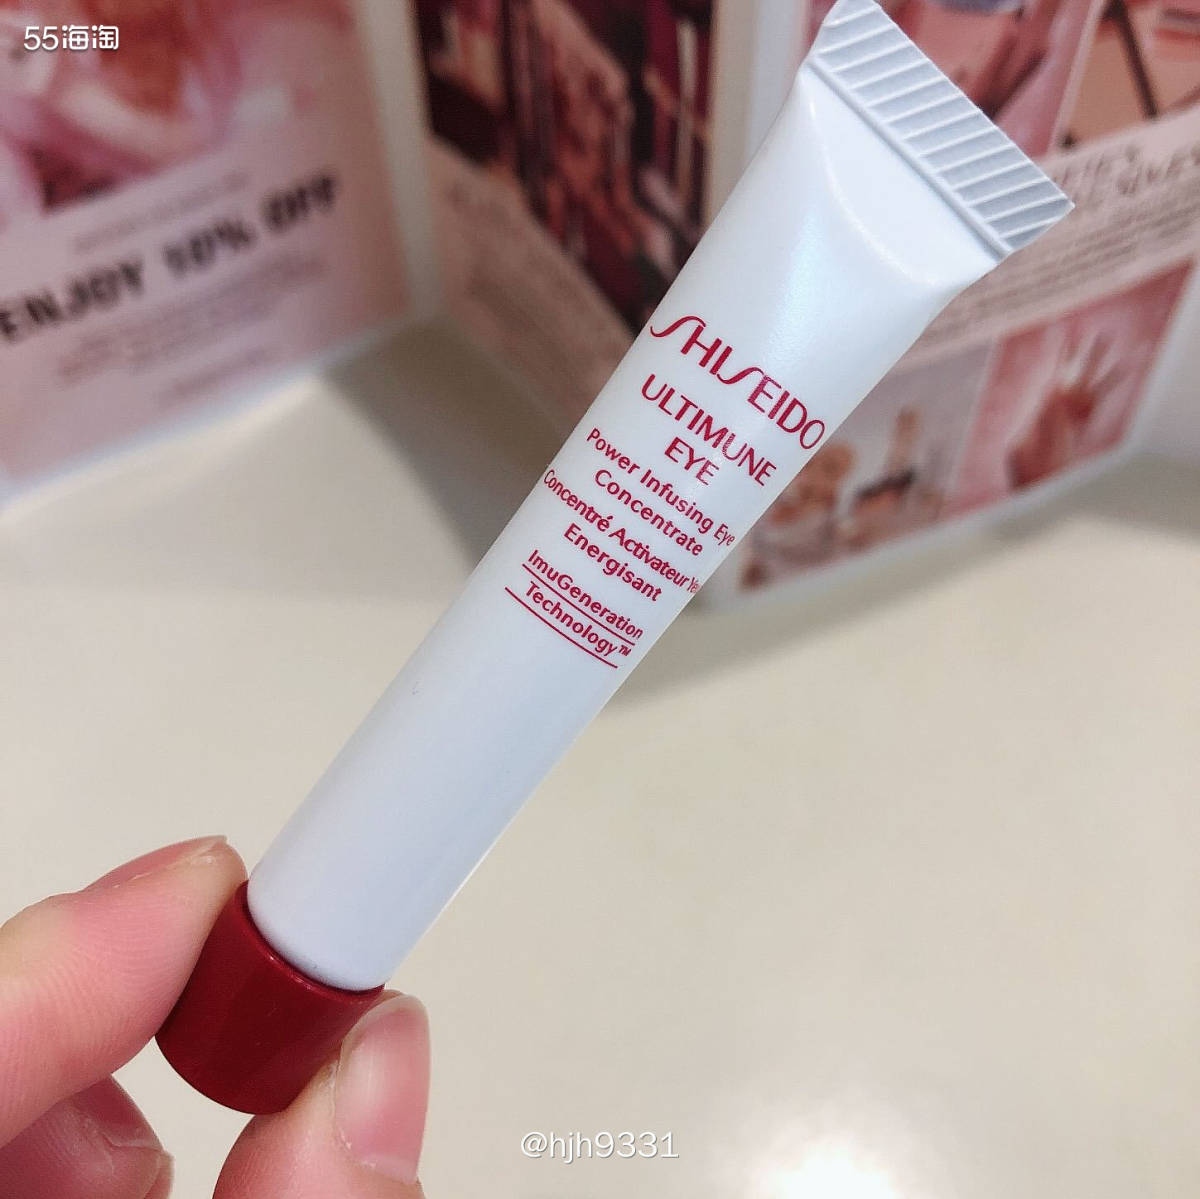 55海淘
ENJOY 10% OFF
SHISEIDO
ULTIMUNE
EYE
Power Infusing Eye
Concentrate
Concentré Activateur
Energisant
ImuGeneration
Technology™
@hjh9331